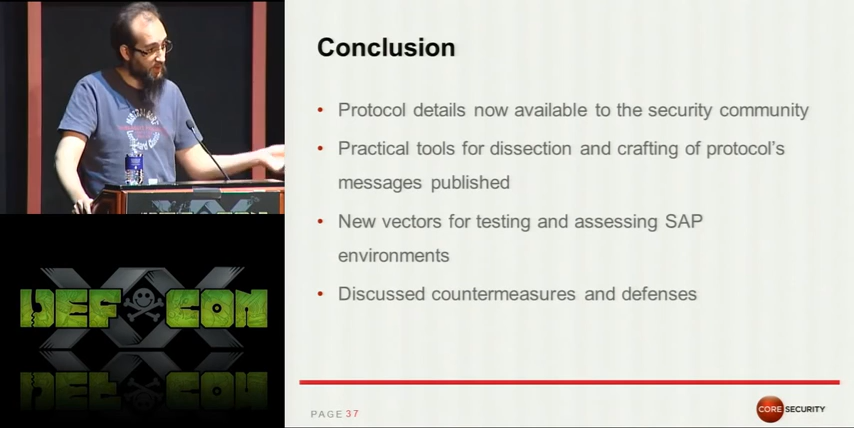 Conclusion
• Protocol details now available to the security community
• Practical tools for dissection and crafting of protocol's
messages published
• New vectors for testing and assessing SAP
environments
• Discussed countermeasures and defenses
PAGE 37
CORE SECURITY
DEF CON
XX